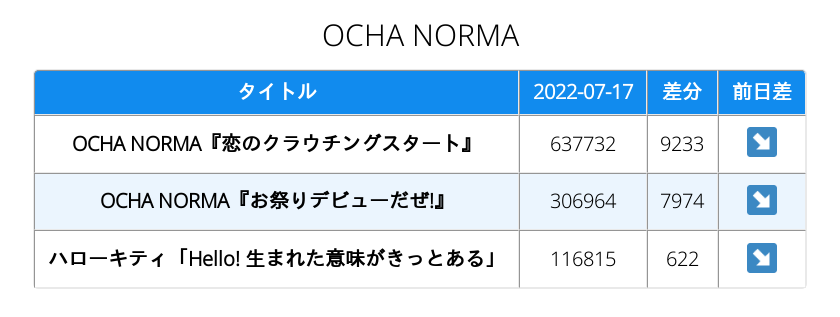 OCHA NORMA
タイトル 2022-07-17 差分 前日差
OCHA NORMA『恋のクラウチングスタート』 637732 9233 ↘
OCHA NORMA『お祭りデビューだぜ!』 306964 7974 ↘
ハローキティ「Hello! 生まれた意味がきっとある」 116815 622 ↘